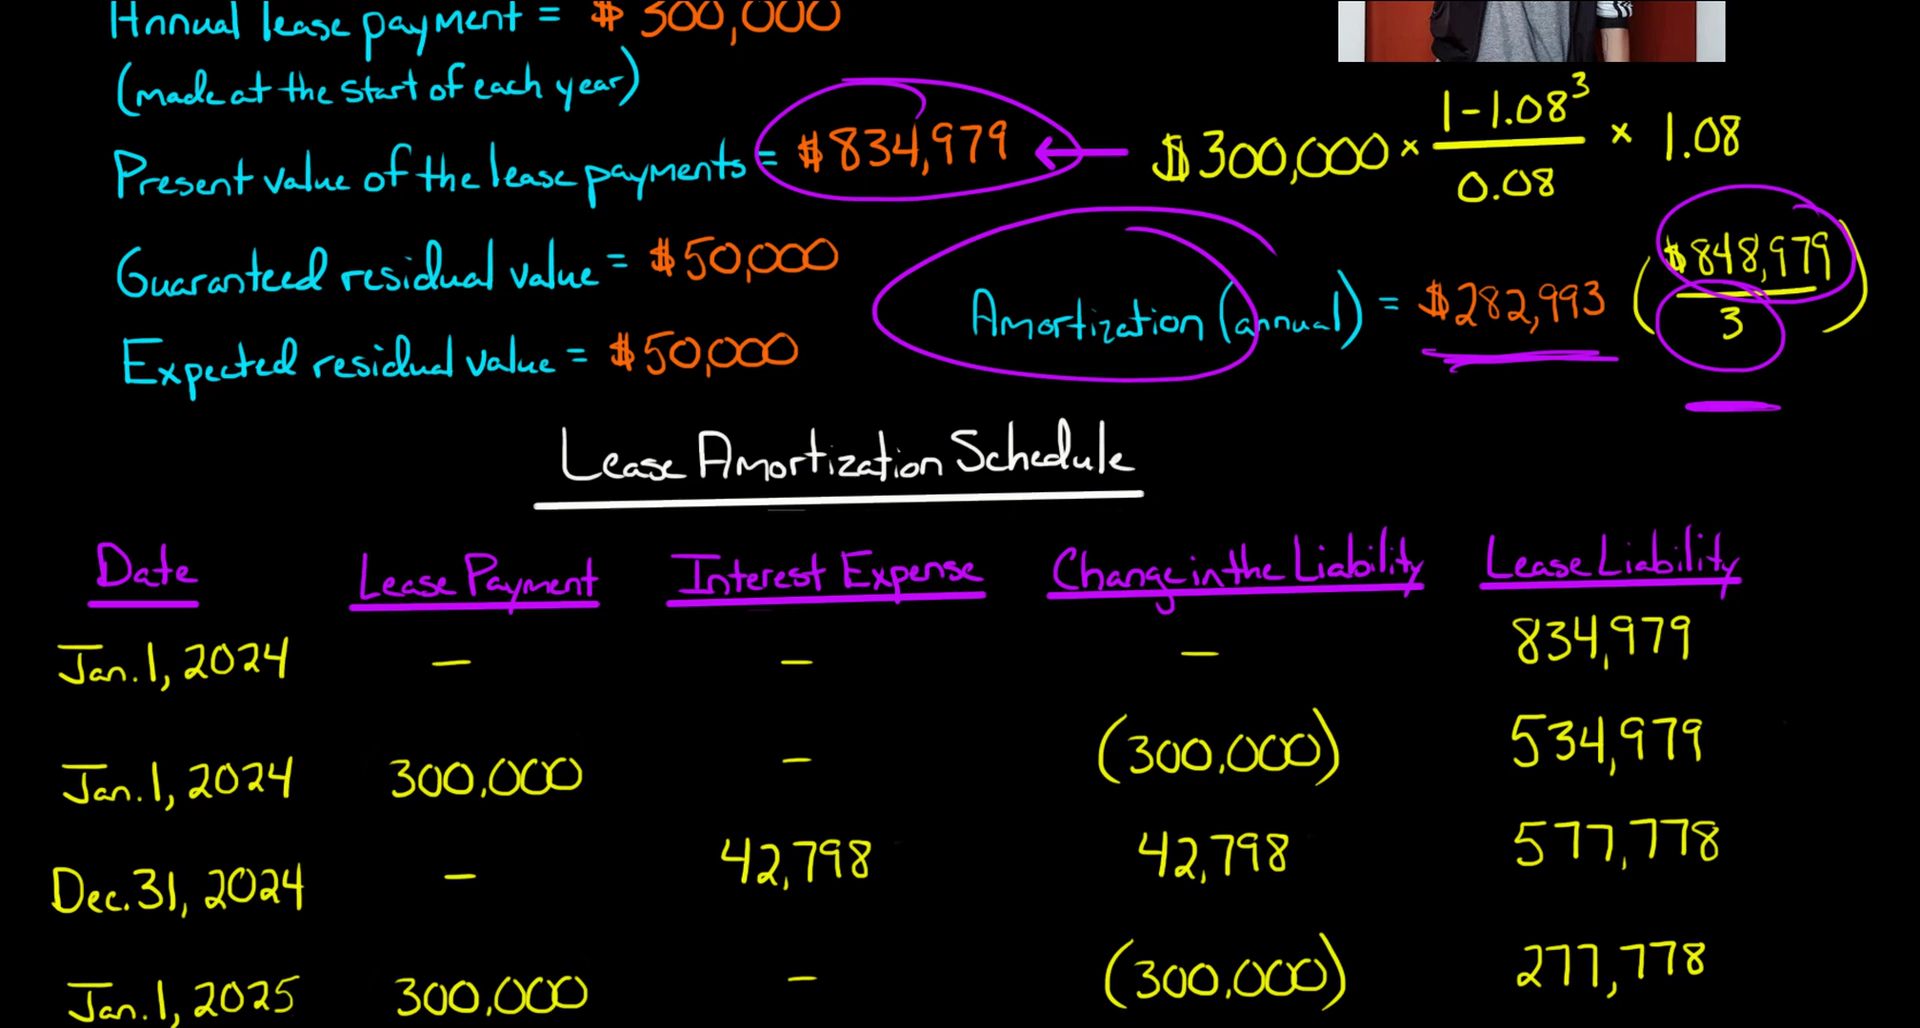 Annual lease payment = $300,000
(made at the start of each year)
Present value of the lease payments = $834,979 ← $300,000 × 1-1.08³ / 0.08 × 1.08
Guaranteed residual value = $50,000
Amortization (annual) = $282,993 ($848,979 / 3)
Expected residual value = $50,000
Lease Amortization Schedule
Date Lease Payment Interest Expense Change in the Liability Lease Liability
Jan. 1, 2024 – – – 834,979
Jan. 1, 2024 300,000 – (300,000) 534,979
Dec. 31, 2024 – 42,798 42,798 577,778
Jan. 1, 2025 300,000 – (300,000) 277,778